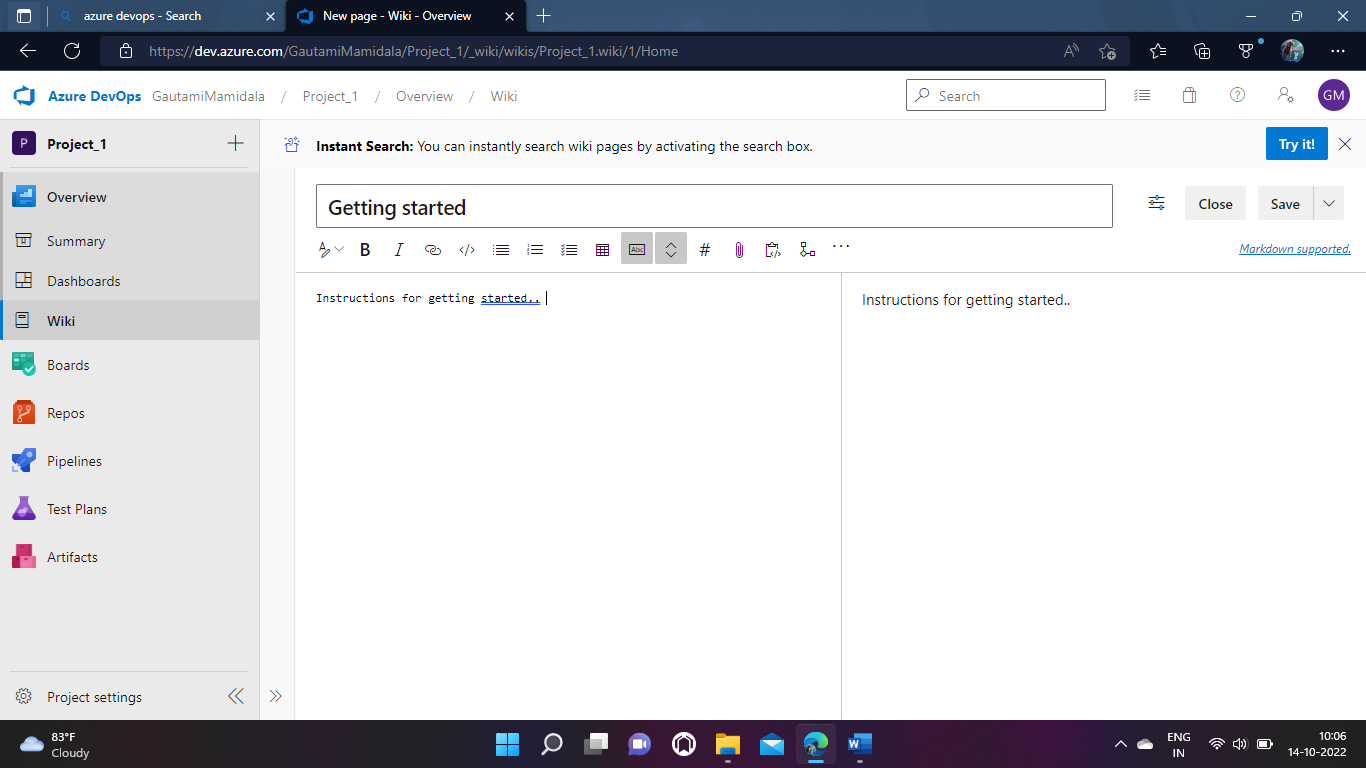 azure devops - Search
New page - Wiki - Overview
https://dev.azure.com/GautamiMamidala/Project_1/_wiki/wikis/Project_1.wiki/1/Home
Azure DevOps GautamiMamidala / Project_1 / Overview / Wiki
Search
GM
P Project_1
Instant Search: You can instantly search wiki pages by activating the search box.
Try it!
Overview
Summary
Dashboards
Wiki
Boards
Repos
Pipelines
Test Plans
Artifacts
Project settings
Getting started
Close
Save
B I </> Abc #
Markdown supported.
Instructions for getting started..
Instructions for getting started..
83°F
Cloudy
ENG
IN
10:06
14-10-2022